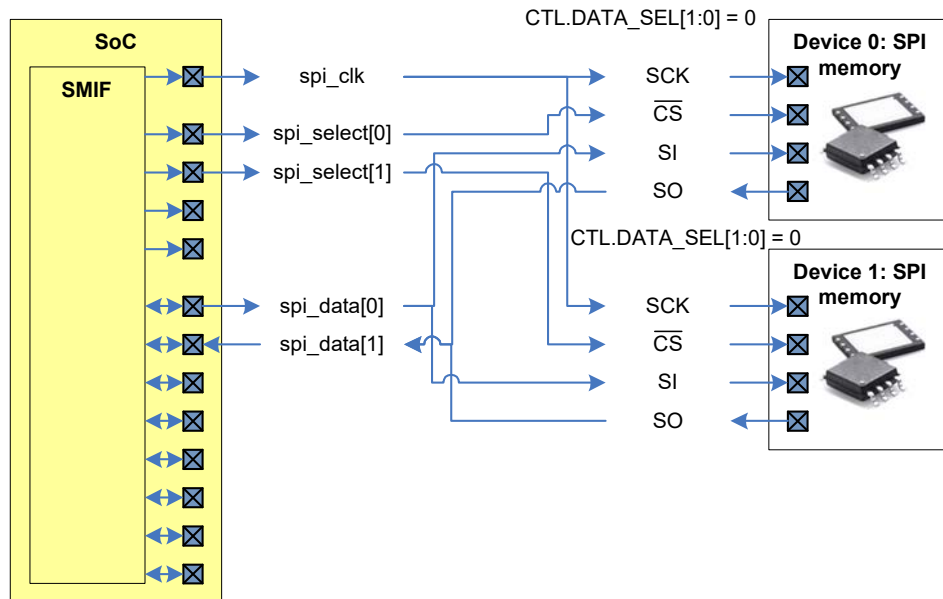 CTL.DATA_SEL[1:0] = 0
SoC
SMIF
Device 0: SPI
memory
spi_clk
SCK
spi_select[0]
CS
spi_select[1]
SI
SO
CTL.DATA_SEL[1:0] = 0
Device 1: SPI
memory
spi_data[0]
SCK
spi_data[1]
CS
SI
SO